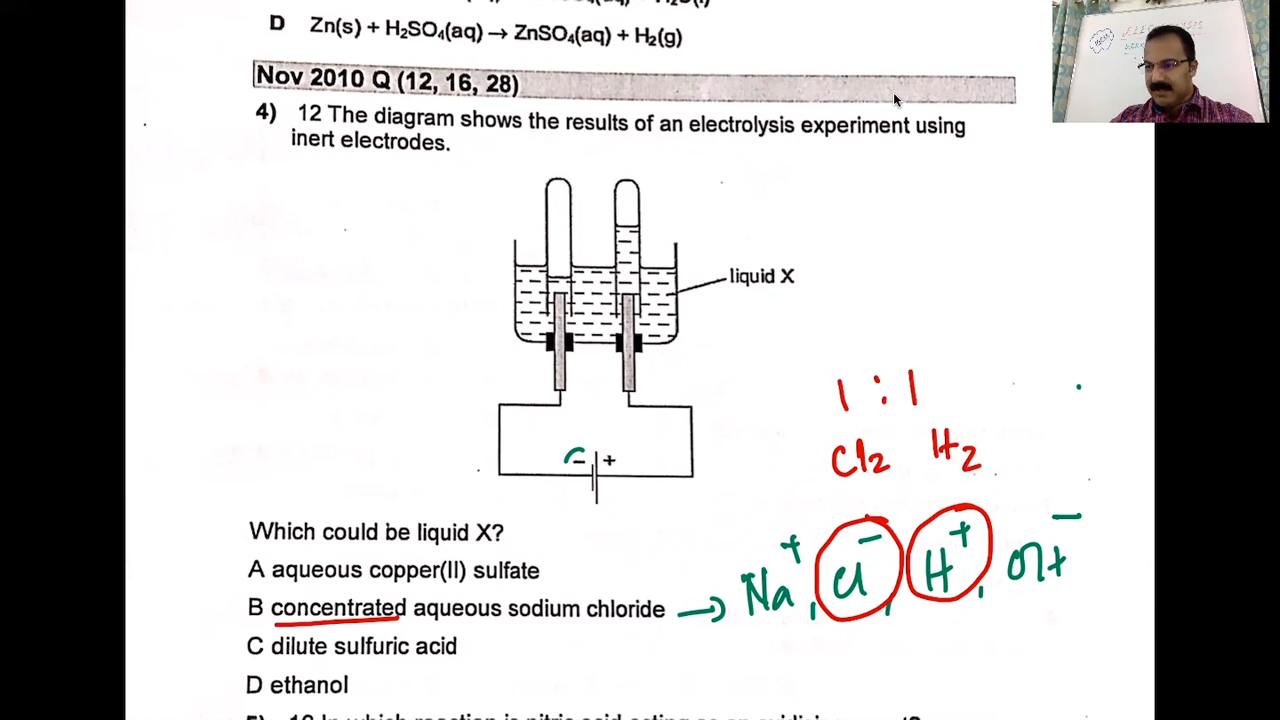 D Zn(s) + H₂SO₄(aq) → ZnSO₄(aq) + H₂(g)
Nov 2010 Q (12, 16, 28)
4) 12 The diagram shows the results of an electrolysis experiment using
inert electrodes.
liquid X
1 : 1
Cl₂ H₂
- +
Which could be liquid X?
A aqueous copper(II) sulfate
B concentrated aqueous sodium chloride → Na⁺, Cl⁻, H⁺, OH⁻
C dilute sulfuric acid
D ethanol